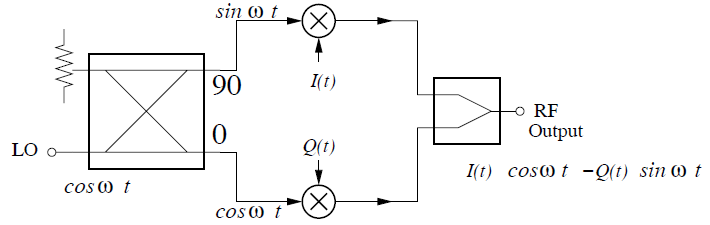 sin ω t
90
I(t)
0
Q(t)
LO
cos ω t
cos ω t
RF
Output
I(t) cos ω t −Q(t) sin ω t